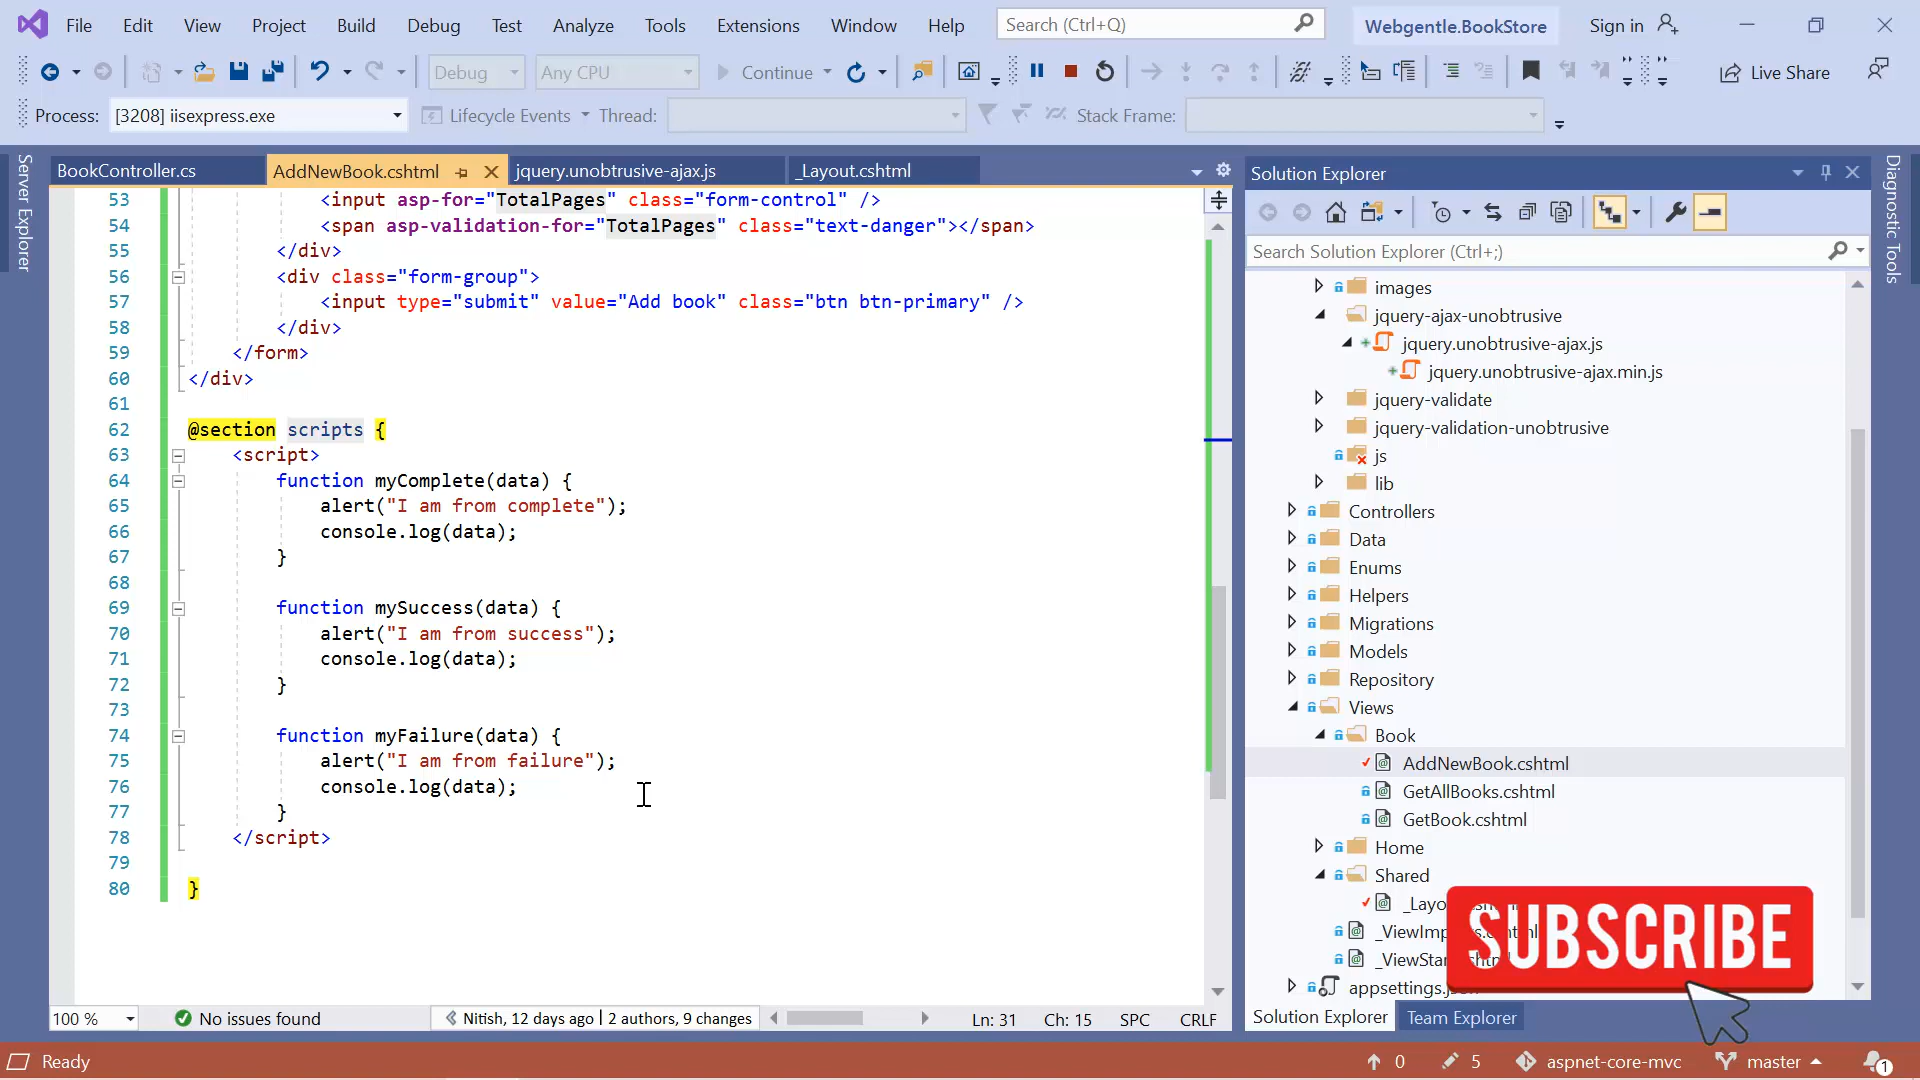 File Edit View Project Build Debug Test Analyze Tools Extensions Window Help Search (Ctrl+Q) Webgentle.BookStore Sign in
Debug Any CPU Continue Live Share
Process: [3208] iisexpress.exe Lifecycle Events Thread: Stack Frame:
Server Explorer
BookController.cs AddNewBook.cshtml jquery.unobtrusive-ajax.js _Layout.cshtml
53 <input asp-for="TotalPages" class="form-control" />
54 <span asp-validation-for="TotalPages" class="text-danger"></span>
55 </div>
56 <div class="form-group">
57 <input type="submit" value="Add book" class="btn btn-primary" />
58 </div>
59 </form>
60 </div>
61
62 @section scripts {
63 <script>
64 function myComplete(data) {
65 alert("I am from complete");
66 console.log(data);
67 }
68
69 function mySuccess(data) {
70 alert("I am from success");
71 console.log(data);
72 }
73
74 function myFailure(data) {
75 alert("I am from failure");
76 console.log(data);
77 }
78 </script>
79
80 }
100 % No issues found Nitish, 12 days ago | 2 authors, 9 changes Ln: 31 Ch: 15 SPC CRLF
Solution Explorer
Search Solution Explorer (Ctrl+;)
images
jquery-ajax-unobtrusive
jquery.unobtrusive-ajax.js
jquery.unobtrusive-ajax.min.js
jquery-validate
jquery-validation-unobtrusive
js
lib
Controllers
Data
Enums
Helpers
Migrations
Models
Repository
Views
Book
AddNewBook.cshtml
GetAllBooks.cshtml
GetBook.cshtml
Home
Shared
SUBSCRIBE
Solution Explorer Team Explorer
Diagnostic Tools
Ready 0 5 aspnet-core-mvc master 1